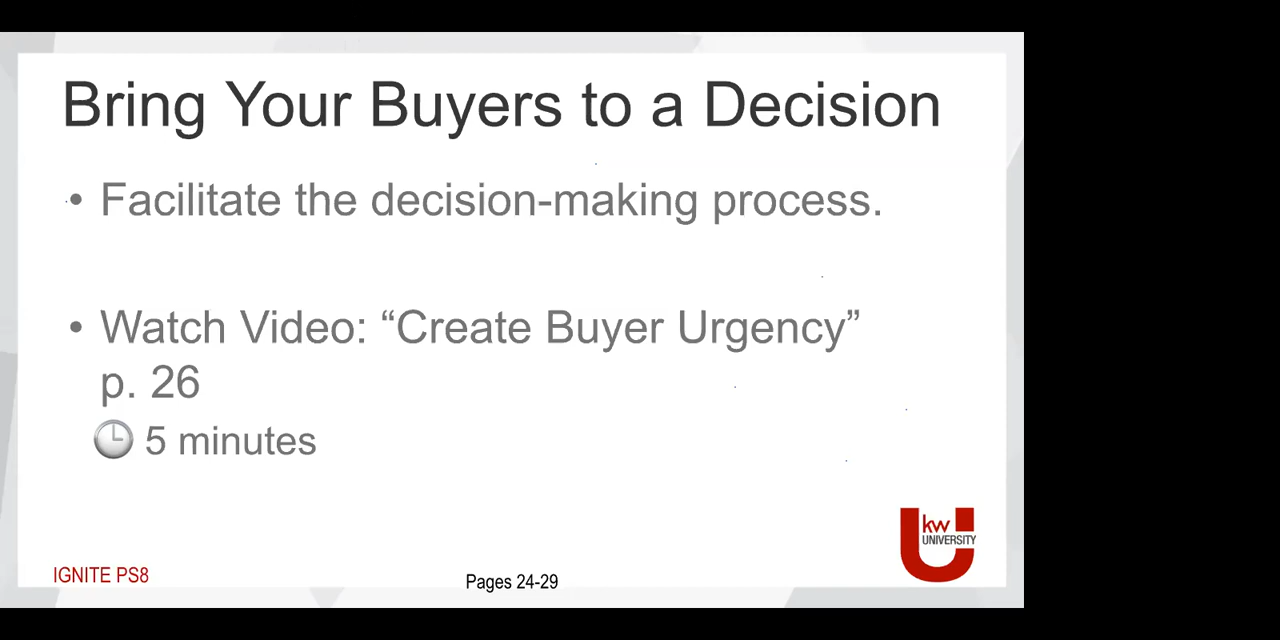 Bring Your Buyers to a Decision
• Facilitate the decision-making process.
• Watch Video: “Create Buyer Urgency”
p. 26
5 minutes
kw
UNIVERSITY
IGNITE PS8
Pages 24-29